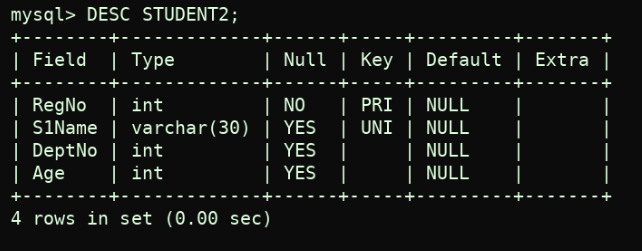 mysql> DESC STUDENT2;
+--------+-------------+------+-----+---------+-------+
| Field  | Type        | Null | Key | Default | Extra |
+--------+-------------+------+-----+---------+-------+
| RegNo  | int         | NO   | PRI | NULL    |       |
| S1Name | varchar(30) | YES  | UNI | NULL    |       |
| DeptNo | int         | YES  |     | NULL    |       |
| Age    | int         | YES  |     | NULL    |       |
+--------+-------------+------+-----+---------+-------+
4 rows in set (0.00 sec)